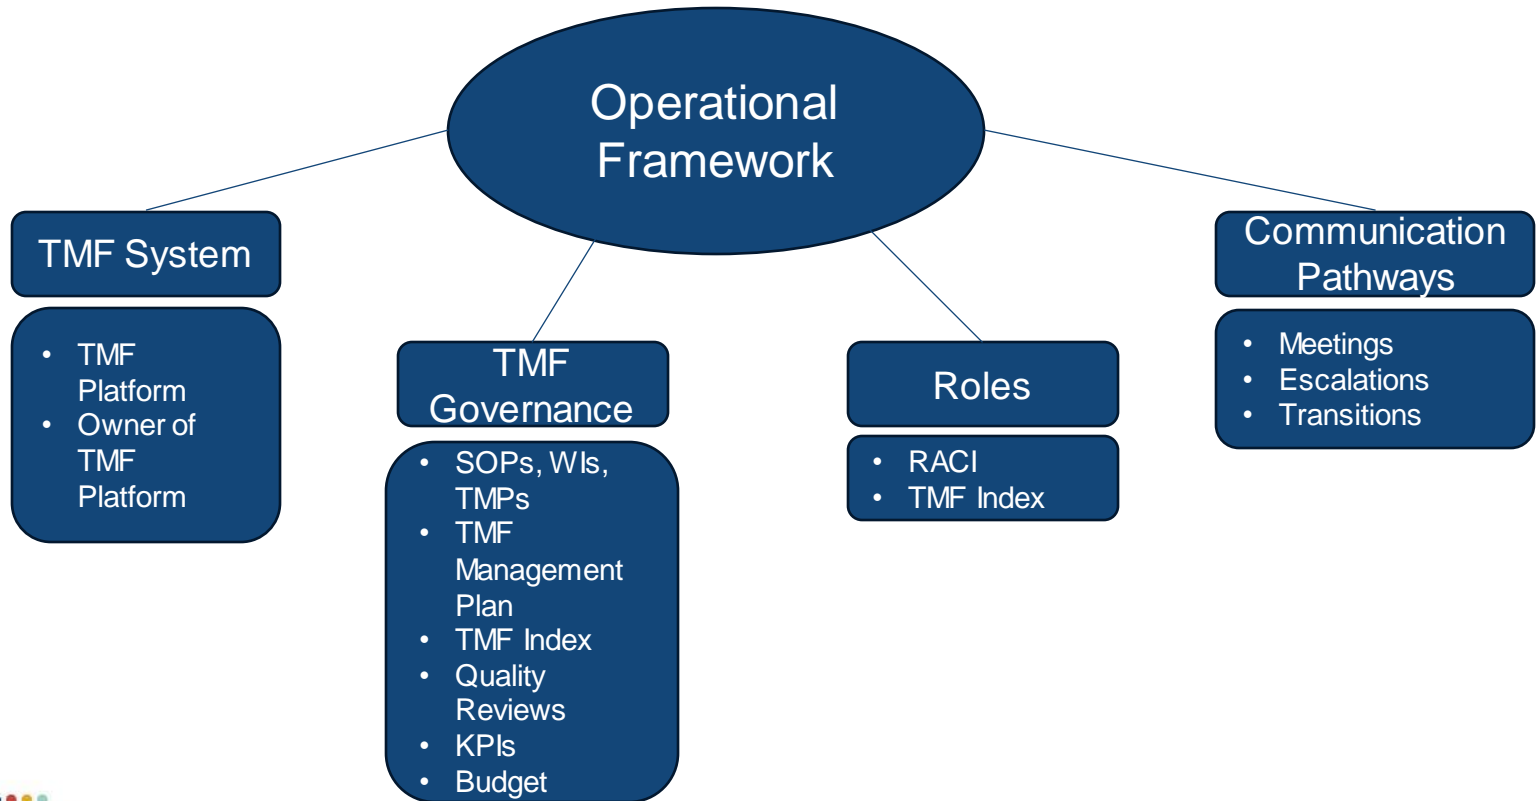 Operational
Framework
TMF System
• TMF
Platform
• Owner of
TMF
Platform
TMF
Governance
• SOPs, WIs,
TMPs
• TMF
Management
Plan
• TMF Index
• Quality
Reviews
• KPIs
• Budget
Roles
• RACI
• TMF Index
Communication
Pathways
• Meetings
• Escalations
• Transitions